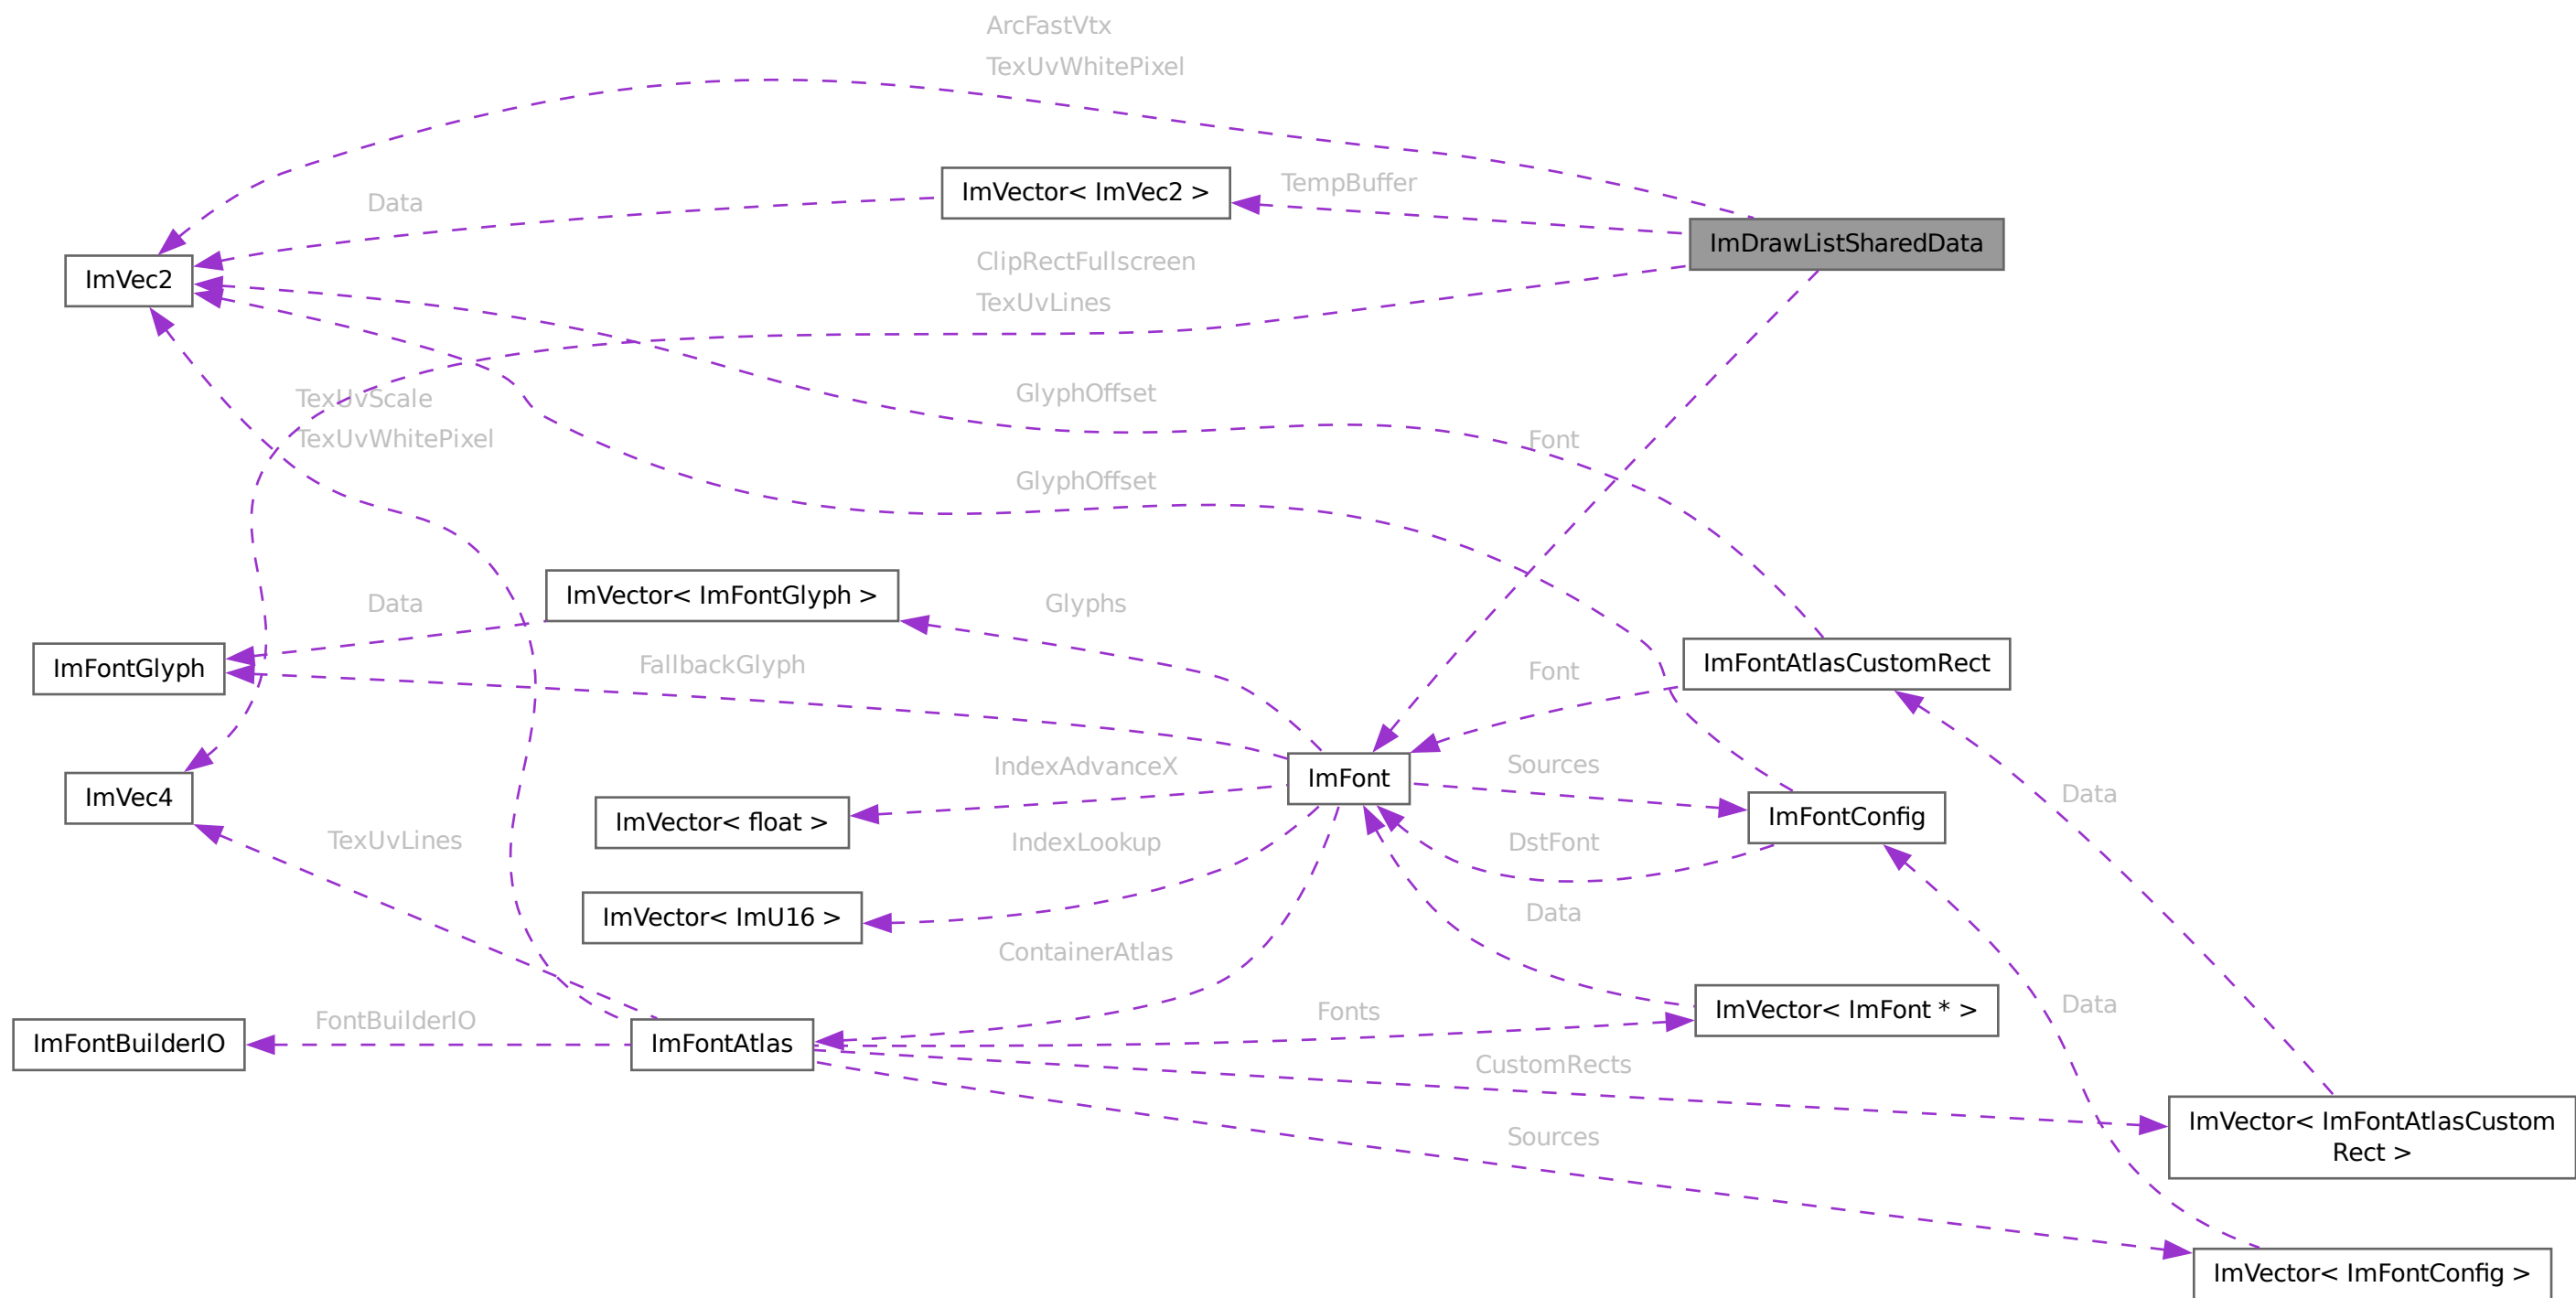 ArcFastVtx
TexUvWhitePixel
ImVector< ImVec2 >
TempBuffer
Data
ImDrawListSharedData
ClipRectFullscreen
TexUvLines
ImVec2
TexUvScale
TexUvWhitePixel
GlyphOffset
Font
GlyphOffset
ImVector< ImFontGlyph >
Data
Glyphs
ImFontGlyph
FallbackGlyph
ImFontAtlasCustomRect
Font
IndexAdvanceX
ImFont
Sources
ImVec4
Data
ImVector< float >
ImFontConfig
TexUvLines
IndexLookup
DstFont
ImVector< ImU16 >
Data
ContainerAtlas
Data
ImVector< ImFont * >
Fonts
FontBuilderIO
ImFontBuilderIO
ImFontAtlas
CustomRects
ImVector< ImFontAtlasCustom
Rect >
Sources
ImVector< ImFontConfig >